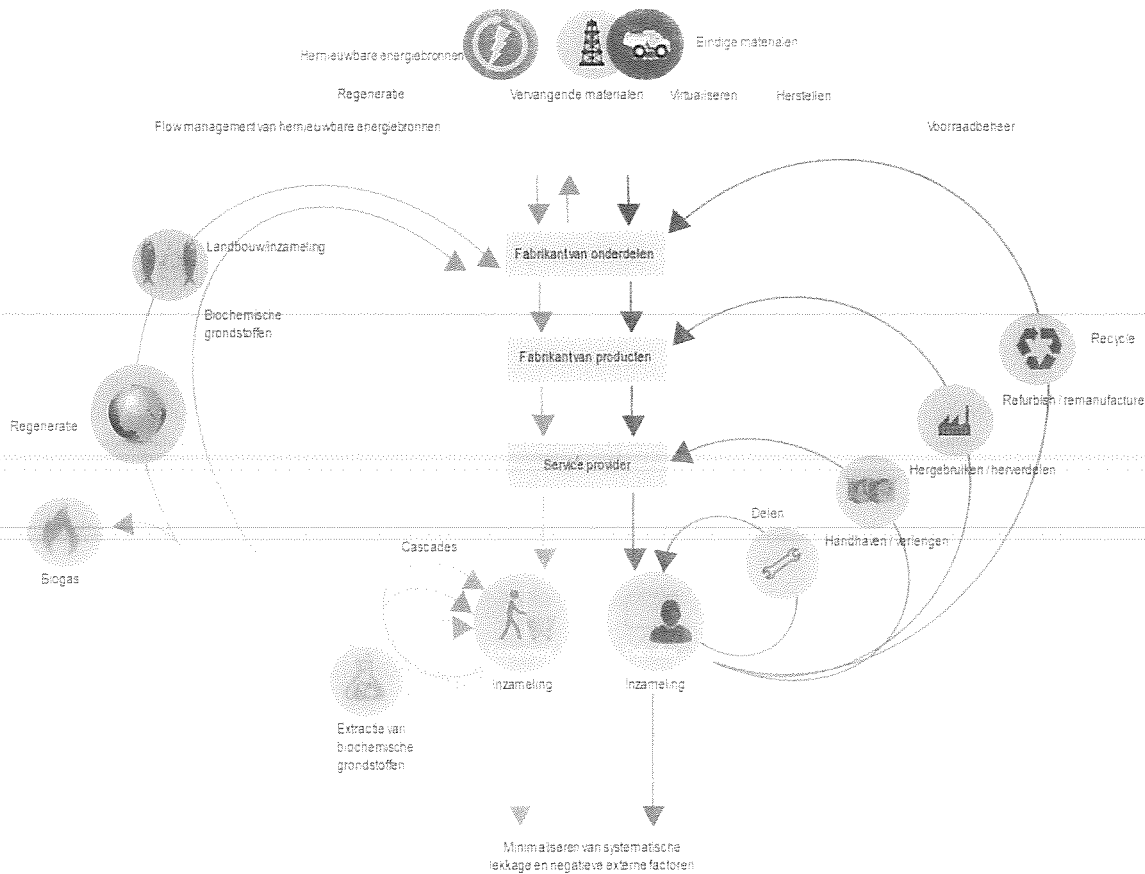 Hernieuwbare energiebronnen
Eindige materialen
Regeneratie
Vervangende materialen
Virtualiseren
Herstellen
Flow management van hernieuwbare energiebronnen
Voorraadbeheer
Landbouw/inzameling
Fabrikant van onderdelen
Biochemische
grondstoffen
Recycle
Fabrikant van producten
Refurbish / remanufacture
Regeneratie
Service provider
Hergebruiken / herverdelen
Delen
Handhaven / verlengen
Cascades
Biogas
Inzameling
Inzameling
Extractie van
biochemische
grondstoffen
Minimaliseren van systematische
lekkage en negatieve externe factoren